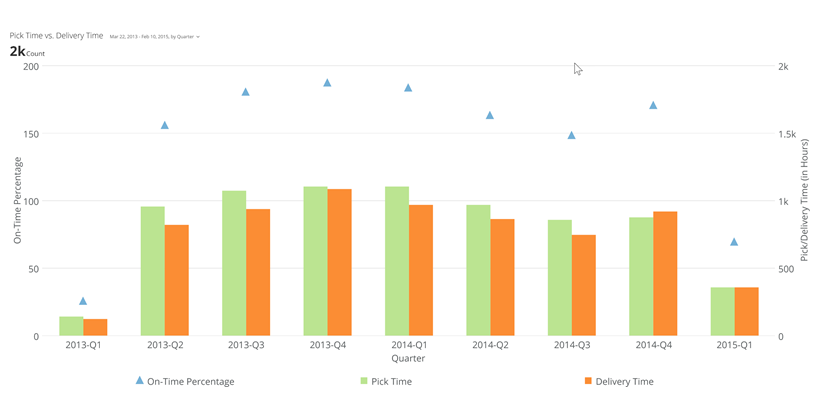 Pick Time vs. Delivery Time Mar 22, 2013 - Feb 10, 2015, by Quarter
2k Count
200 2k
150 1.5k
100 1k
50 500
0 0
On-Time Percentage
Pick/Delivery Time (in Hours)
2013-Q1 2013-Q2 2013-Q3 2013-Q4 2014-Q1 2014-Q2 2014-Q3 2014-Q4 2015-Q1
Quarter
On-Time Percentage Pick Time Delivery Time